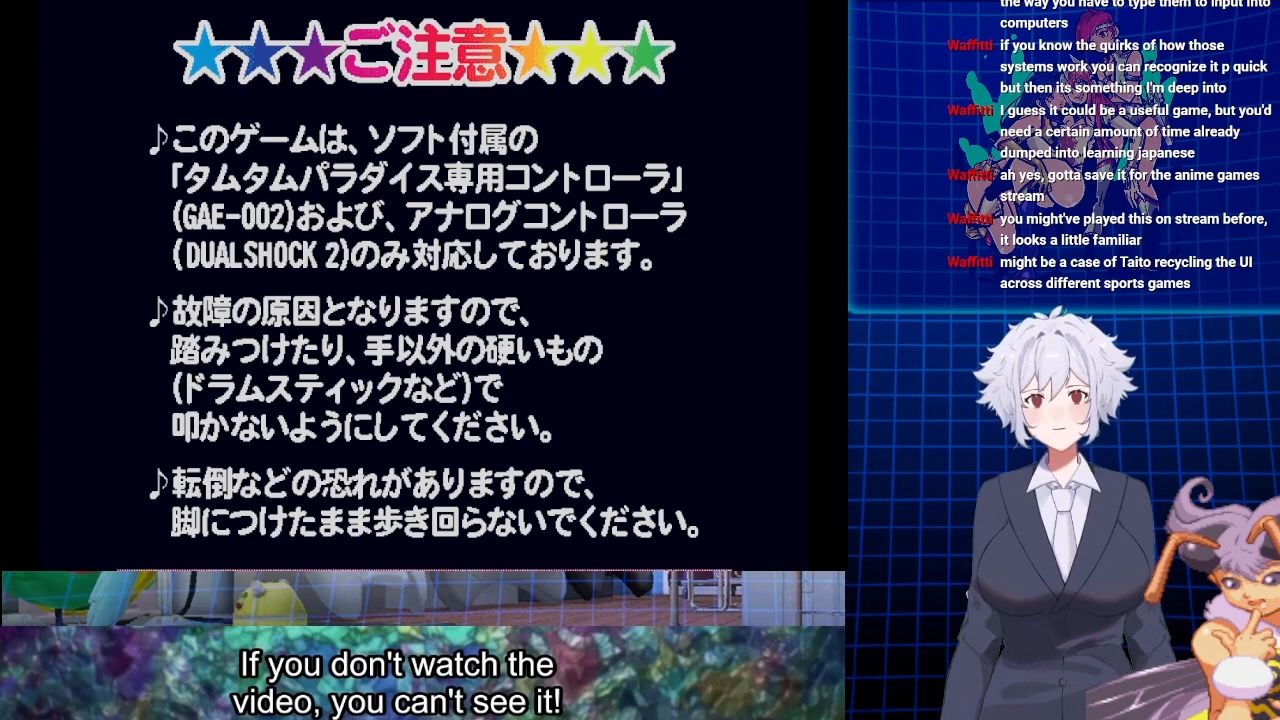 ★★★ご注意★★★
♪このゲームは、ソフト付属の
「タムタムパラダイス専用コントローラ」
(GAE-002)および、アナログコントローラ
(DUALSHOCK 2)のみ対応しております。
♪故障の原因となりますので、
踏みつけたり、手以外の硬いもの
(ドラムスティックなど)で
叩かないようにしてください。
♪転倒などの恐れがありますので、
脚につけたまま歩き回らないでください。
If you don't watch the
video, you can't see it!
the way you have to type them to input into
computers
Waffitti if you know the quirks of how those
systems work you can recognize it p quick
but then its something I'm deep into
Waffitti I guess it could be a useful game, but you'd
need a certain amount of time already
dumped into learning japanese
Waffitti ah yes, gotta save it for the anime games
stream
Waffitti you might've played this on stream before,
it looks a little familiar
Waffitti might be a case of Taito recycling the UI
across different sports games